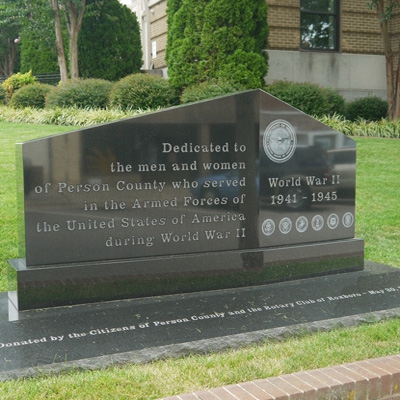 Dedicated to
the men and women
of Person County who served
in the Armed Forces of
the United States of America
during World War II
World War II
1941 - 1945
Donated by the Citizens of Person County and the Rotary Club of Roxboro - May 30,